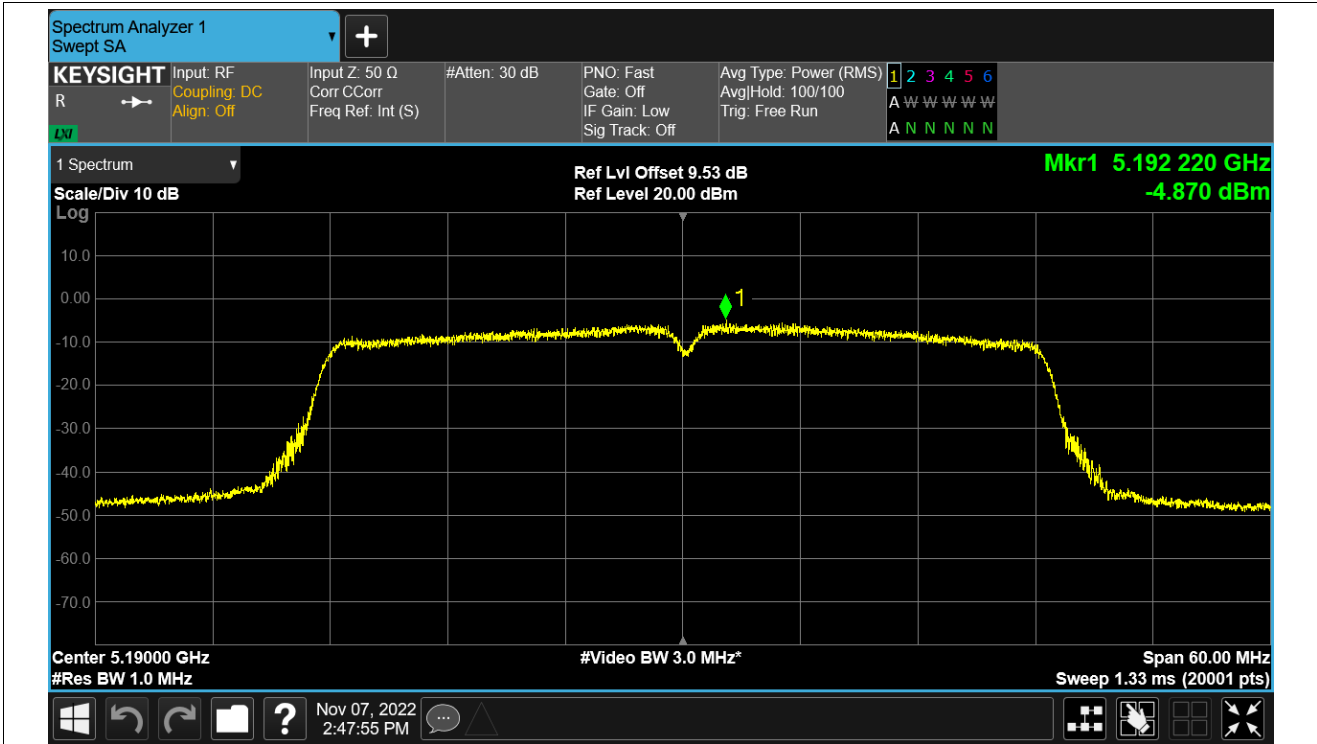 Spectrum Analyzer 1
Swept SA
KEYSIGHT
R
LXI
Input: RF
Coupling: DC
Align: Off
Input Z: 50 Ω
Corr CCorr
Freq Ref: Int (S)
#Atten: 30 dB
PNO: Fast
Gate: Off
IF Gain: Low
Sig Track: Off
Avg Type: Power (RMS)
Avg|Hold: 100/100
Trig: Free Run
1 2 3 4 5 6
A W W W W W
A N N N N N
1 Spectrum
Scale/Div 10 dB
Log
Ref Lvl Offset 9.53 dB
Ref Level 20.00 dBm
Mkr1 5.192 220 GHz
-4.870 dBm
1
10.0
0.00
-10.0
-20.0
-30.0
-40.0
-50.0
-60.0
-70.0
Center 5.19000 GHz
#Res BW 1.0 MHz
#Video BW 3.0 MHz*
Span 60.00 MHz
Sweep 1.33 ms (20001 pts)
?
Nov 07, 2022
2:47:55 PM